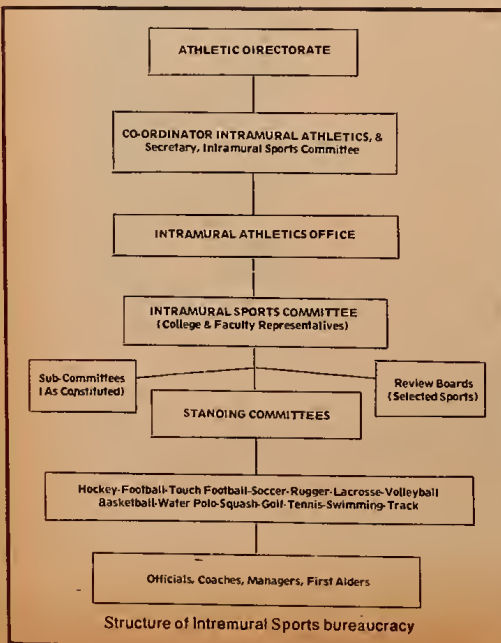 ATHLETIC DIRECTORATE
CO-ORDINATOR INTRAMURAL ATHLETICS, &
Secretary, Intramural Sports Committee
INTRAMURAL ATHLETICS OFFICE
INTRAMURAL SPORTS COMMITTEE
(College & Faculty Representatives)
Sub-Committees
(As Constituted)
Review Boards
(Selected Sports)
STANDING COMMITTEES
Hockey-Football-Touch Football-Soccer-Rugger-Lacrosse-Volleyball
Basketball-Water Polo-Squash-Golf-Tennis-Swimming-Track
Officials, Coaches, Managers, First Aiders
Structure of Intramural Sports bureaucracy